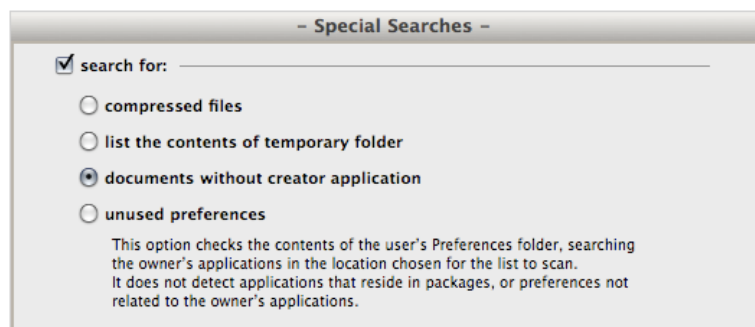 – Special Searches –
search for:
compressed files
list the contents of temporary folder
documents without creator application
unused preferences
This option checks the contents of the user's Preferences folder, searching
the owner's applications in the location chosen for the list to scan.
It does not detect applications that reside in packages, or preferences not
related to the owner's applications.